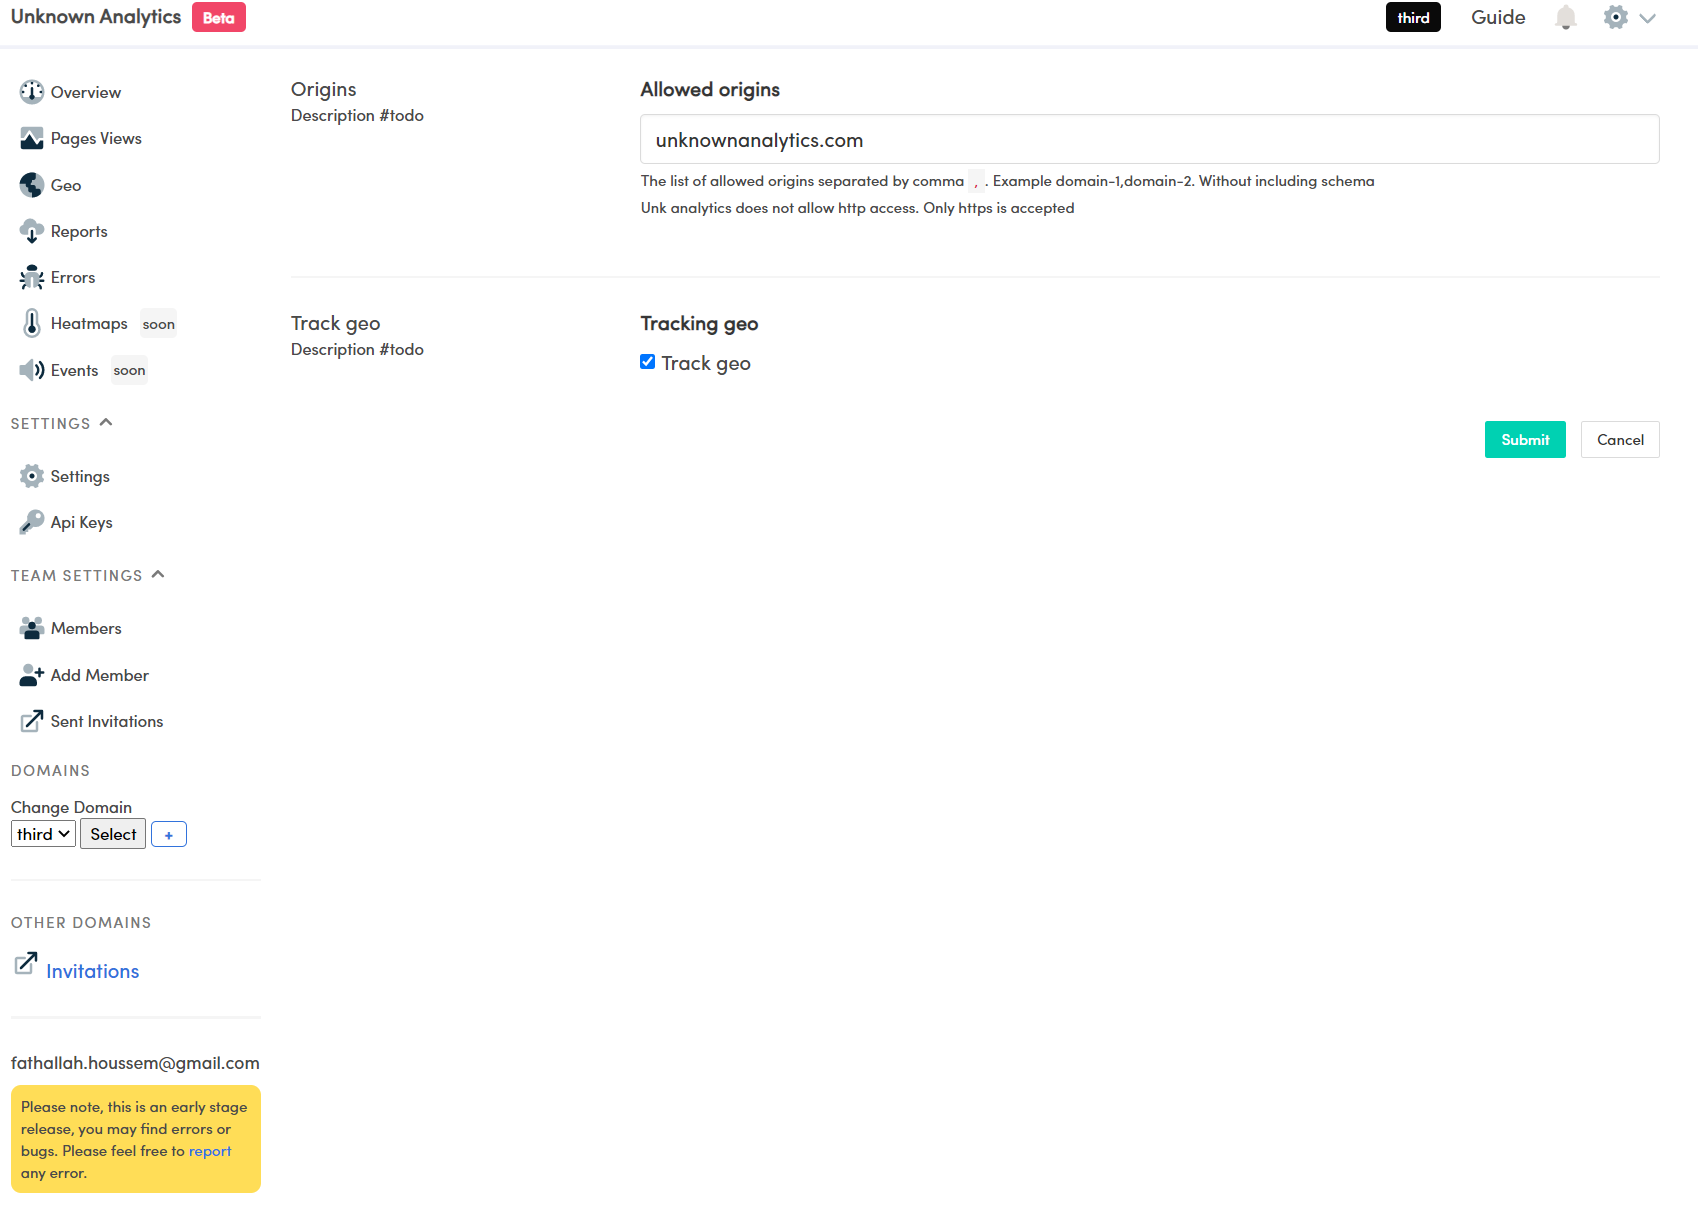 Unknown Analytics Beta
third Guide
Overview
Pages Views
Geo
Reports
Errors
Heatmaps soon
Events soon
SETTINGS
Settings
Api Keys
TEAM SETTINGS
Members
Add Member
Sent Invitations
DOMAINS
Change Domain
third Select +
OTHER DOMAINS
Invitations
fathallah.houssem@gmail.com
Please note, this is an early stage
release, you may find errors or
bugs. Please feel free to report
any error.
Origins
Description #todo
Allowed origins
unknownanalytics.com
The list of allowed origins separated by comma , . Example domain-1,domain-2. Without including schema
Unk analytics does not allow http access. Only https is accepted
Track geo
Description #todo
Tracking geo
Track geo
Submit Cancel